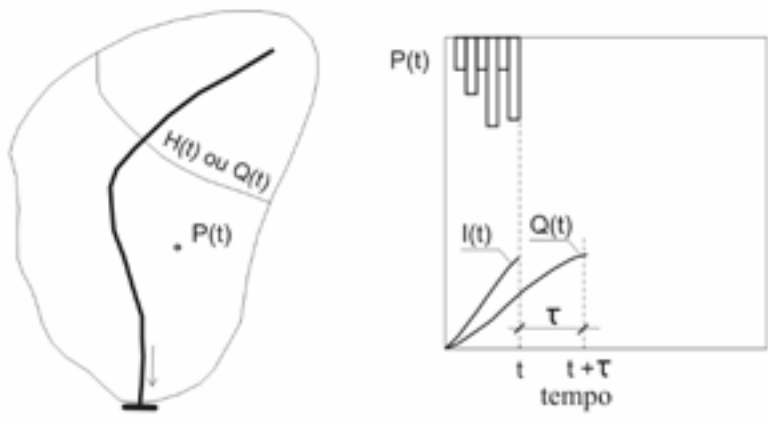 H(t) ou Q(t)
P(t)
P(t)
I(t)
Q(t)
τ
t
t + τ
tempo